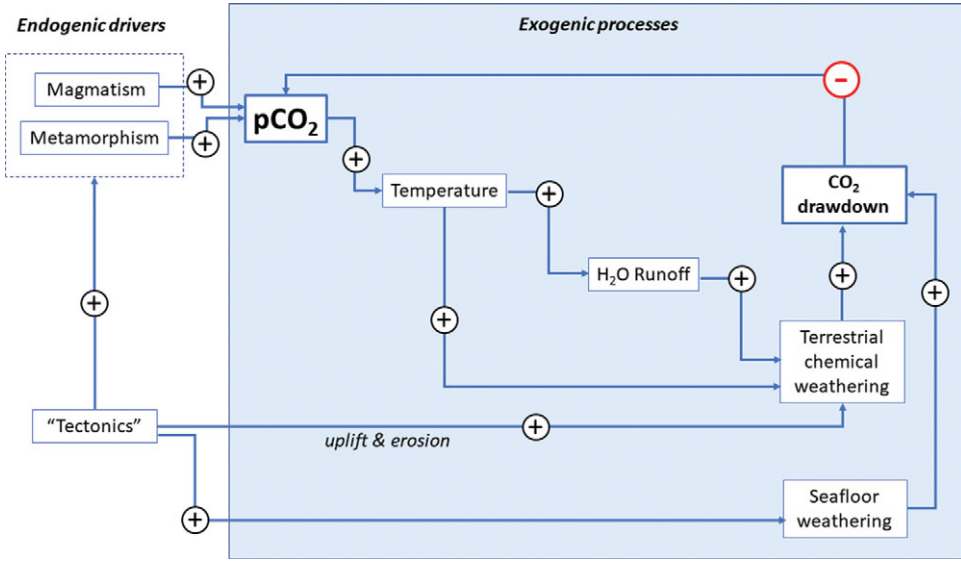 Endogenic drivers
Exogenic processes
Magmatism
Metamorphism
+
+
pCO₂
+
−
Temperature
+
CO₂
drawdown
H₂O Runoff
+
+
+
+
+
Terrestrial
chemical
weathering
"Tectonics"
uplift & erosion
+
+
Seafloor
weathering